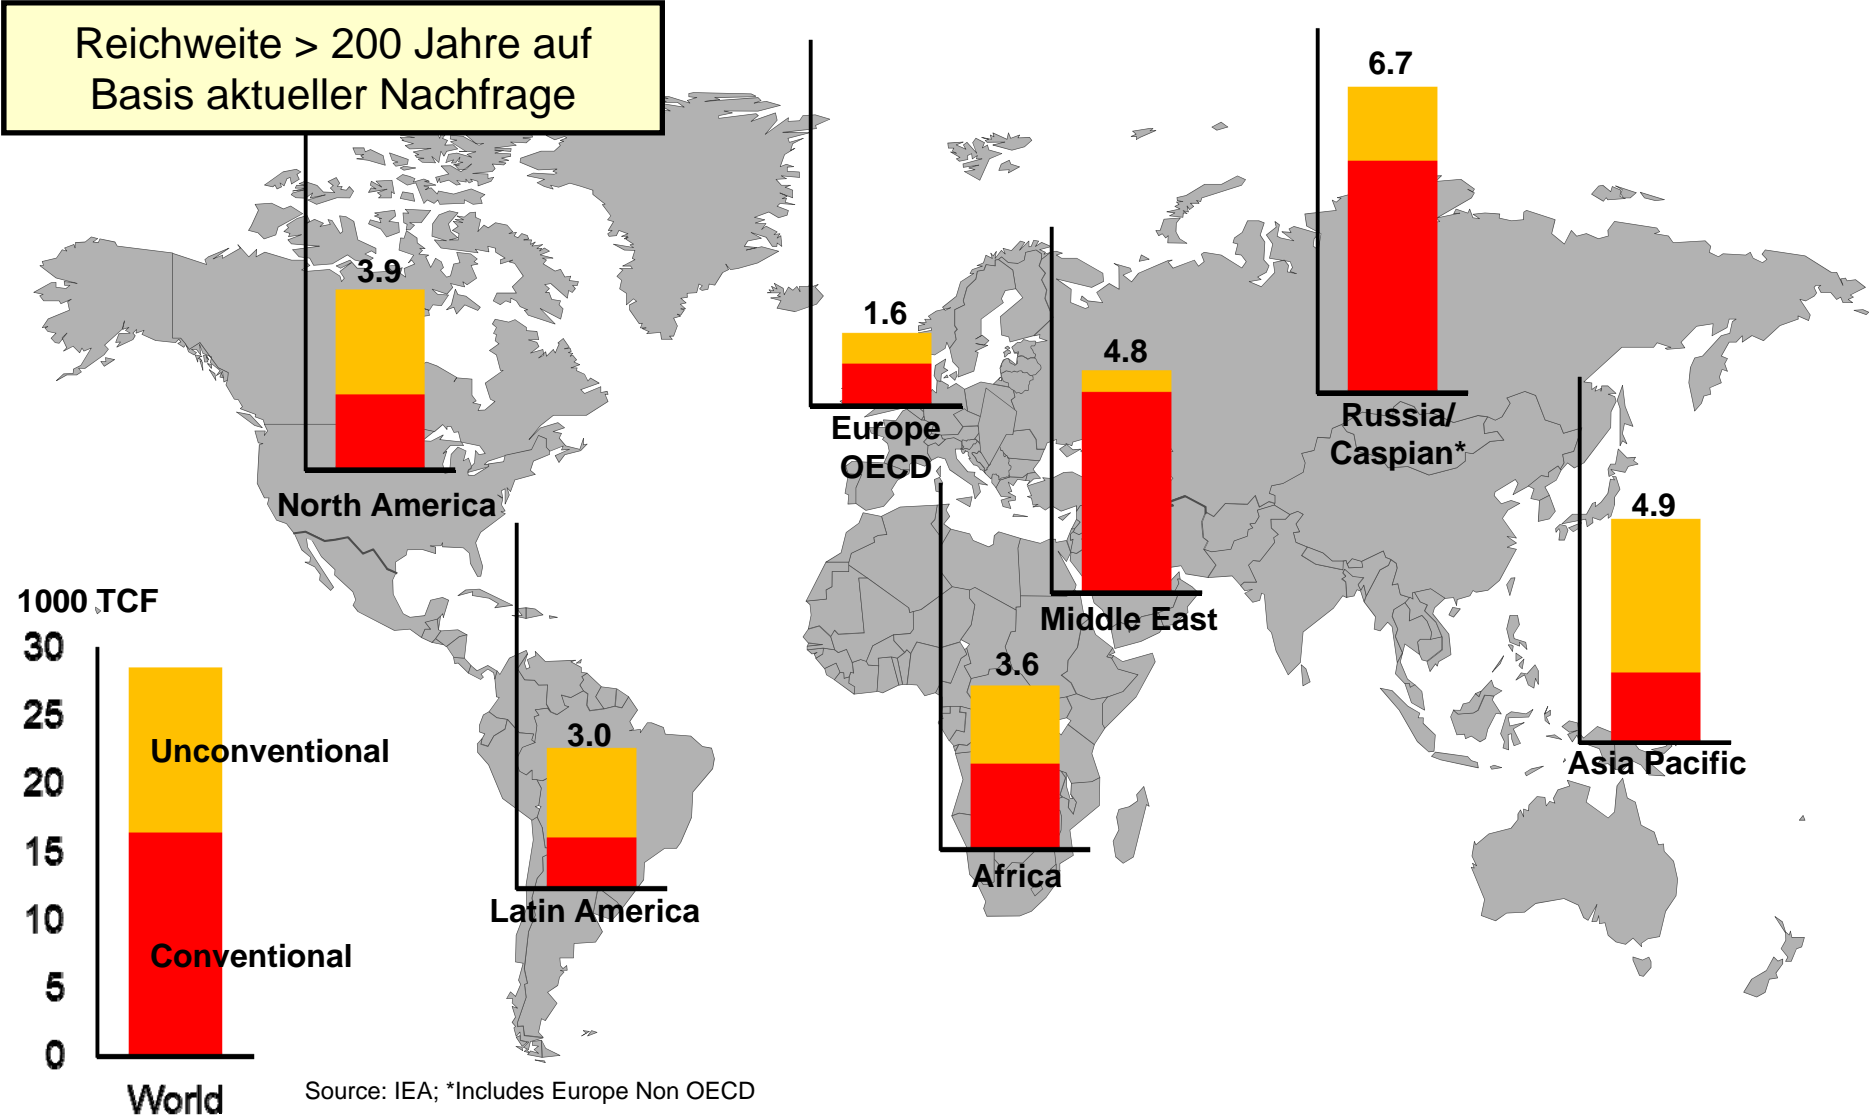 Reichweite > 200 Jahre auf
Basis aktueller Nachfrage
6.7
3.9
1.6
4.8
Russia/
Caspian*
Europe
OECD
North America
4.9
1000 TCF
Middle East
30
3.6
25
3.0
Unconventional
Asia Pacific
20
15
Africa
Latin America
10
Conventional
5
0
World
Source: IEA; *Includes Europe Non OECD